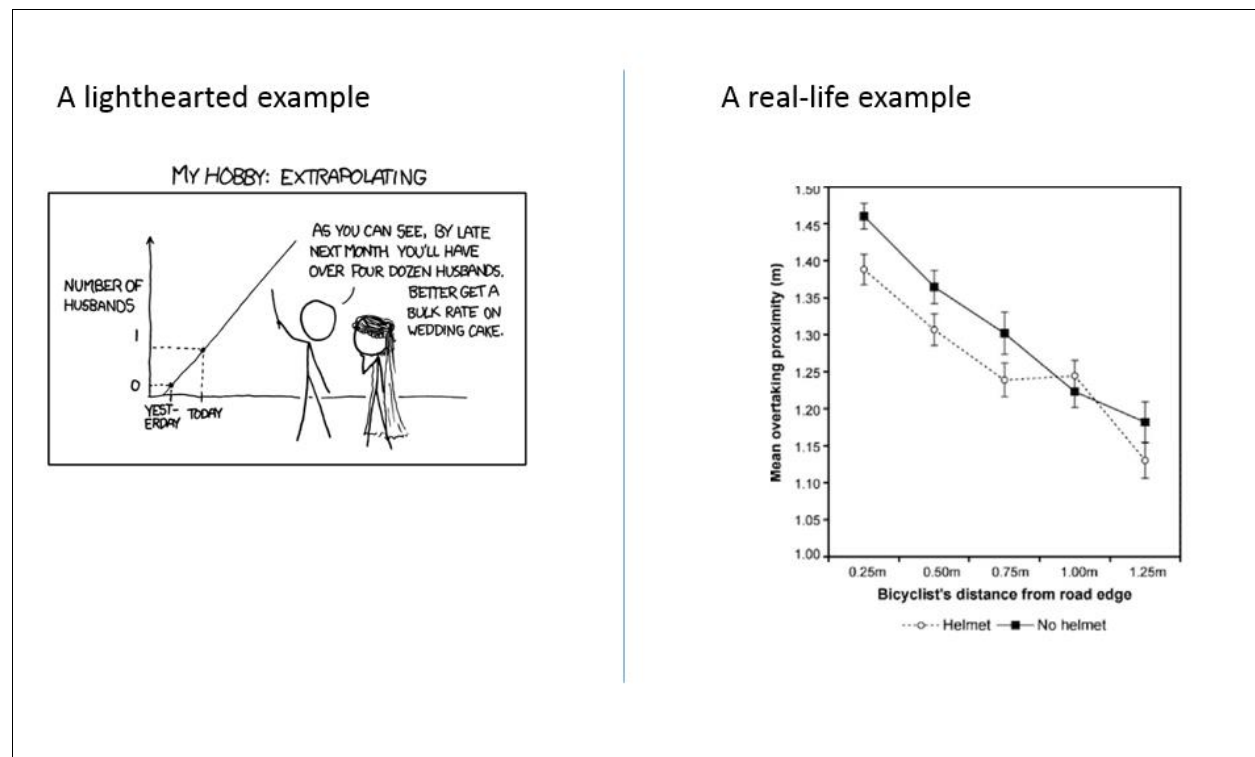 A lighthearted example
MY HOBBY: EXTRAPOLATING
NUMBER OF
HUSBANDS
1
0
YEST-
ERDAY
TODAY
AS YOU CAN SEE, BY LATE
NEXT MONTH YOU'LL HAVE
OVER FOUR DOZEN HUSBANDS.
BETTER GET A
BULK RATE ON
WEDDING CAKE.
A real-life example
Mean overtaking proximity (m)
1.50
1.45
1.40
1.35
1.30
1.25
1.20
1.15
1.10
1.05
1.00
0.25m 0.50m 0.75m 1.00m 1.25m
Bicyclist's distance from road edge
Helmet No helmet